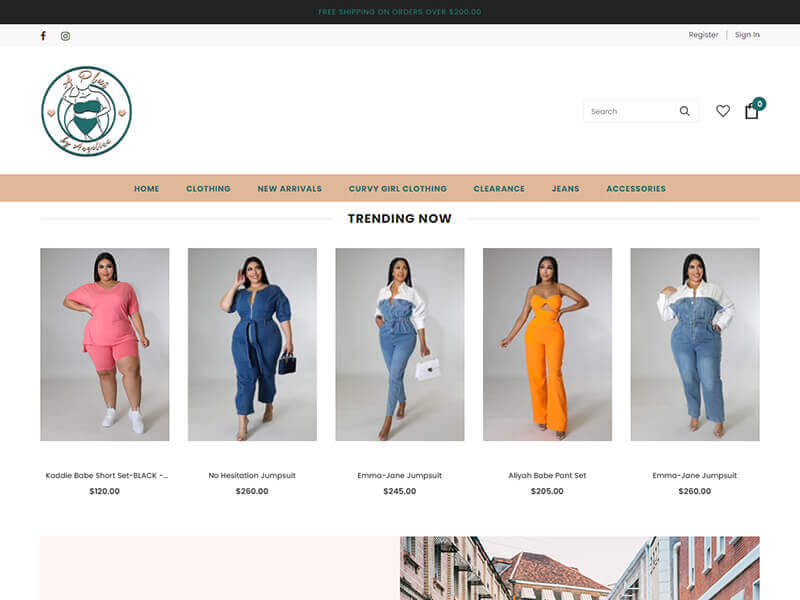 FREE SHIPPING ON ORDERS OVER $200.00
Register
Sign In
A Plus
by Angeline
Search
0
HOME
CLOTHING
NEW ARRIVALS
CURVY GIRL CLOTHING
CLEARANCE
JEANS
ACCESSORIES
TRENDING NOW
Kaddie Babe Short Set-BLACK -...
$120.00
No Hesitation Jumpsuit
$260.00
Emma-Jane Jumpsuit
$245.00
Aliyah Babe Pant Set
$205.00
Emma-Jane Jumpsuit
$260.00